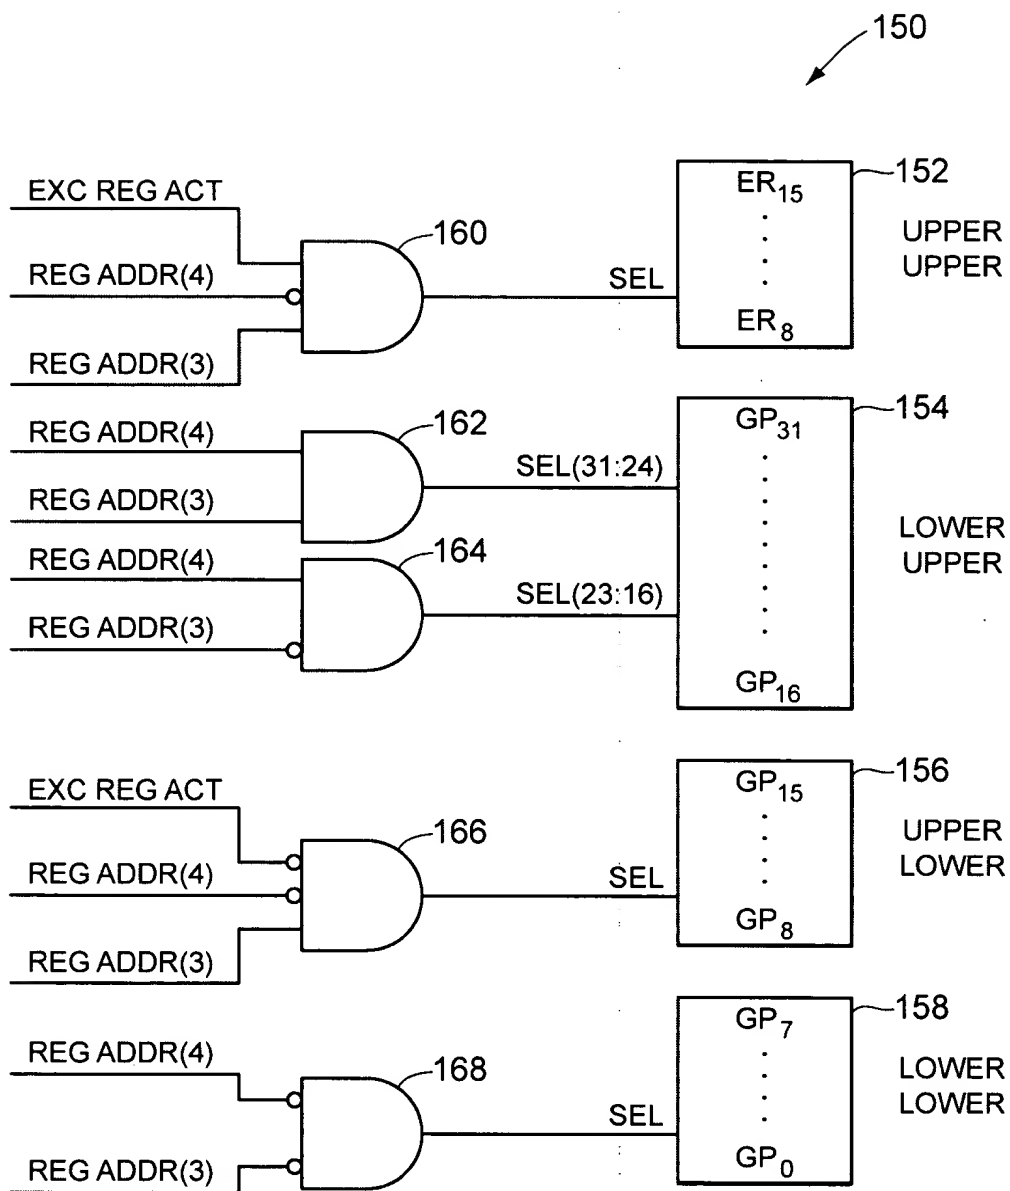 150
EXC REG ACT
REG ADDR(4)
REG ADDR(3)
160
SEL
ER15
ER8
152
UPPER
UPPER
REG ADDR(4)
REG ADDR(3)
162
SEL(31:24)
REG ADDR(4)
REG ADDR(3)
164
SEL(23:16)
GP31
GP16
154
LOWER
UPPER
EXC REG ACT
REG ADDR(4)
REG ADDR(3)
166
SEL
GP15
GP8
156
UPPER
LOWER
REG ADDR(4)
REG ADDR(3)
168
SEL
GP7
GP0
158
LOWER
LOWER